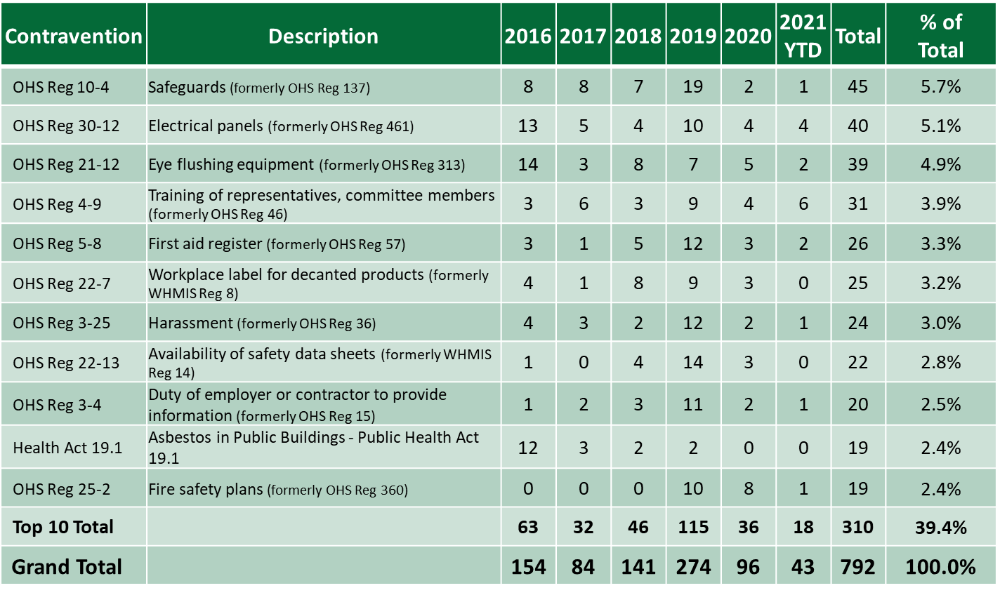 Contravention Description 2016 2017 2018 2019 2020 2021 YTD Total % of Total
OHS Reg 10-4 Safeguards (formerly OHS Reg 137) 8 8 7 19 2 1 45 5.7%
OHS Reg 30-12 Electrical panels (formerly OHS Reg 461) 13 5 4 10 4 4 40 5.1%
OHS Reg 21-12 Eye flushing equipment (formerly OHS Reg 313) 14 3 8 7 5 2 39 4.9%
OHS Reg 4-9 Training of representatives, committee members
(formerly OHS Reg 46) 3 6 3 9 4 6 31 3.9%
OHS Reg 5-8 First aid register (formerly OHS Reg 57) 3 1 5 12 3 2 26 3.3%
OHS Reg 22-7 Workplace label for decanted products (formerly
WHMIS Reg 8) 4 1 8 9 3 0 25 3.2%
OHS Reg 3-25 Harassment (formerly OHS Reg 36) 4 3 2 12 2 1 24 3.0%
OHS Reg 22-13 Availability of safety data sheets (formerly WHMIS
Reg 14) 1 0 4 14 3 0 22 2.8%
OHS Reg 3-4 Duty of employer or contractor to provide
information (formerly OHS Reg 15) 1 2 3 11 2 1 20 2.5%
Health Act 19.1 Asbestos in Public Buildings - Public Health Act
19.1 12 3 2 2 0 0 19 2.4%
OHS Reg 25-2 Fire safety plans (formerly OHS Reg 360) 0 0 0 10 8 1 19 2.4%
Top 10 Total 63 32 46 115 36 18 310 39.4%
Grand Total 154 84 141 274 96 43 792 100.0%